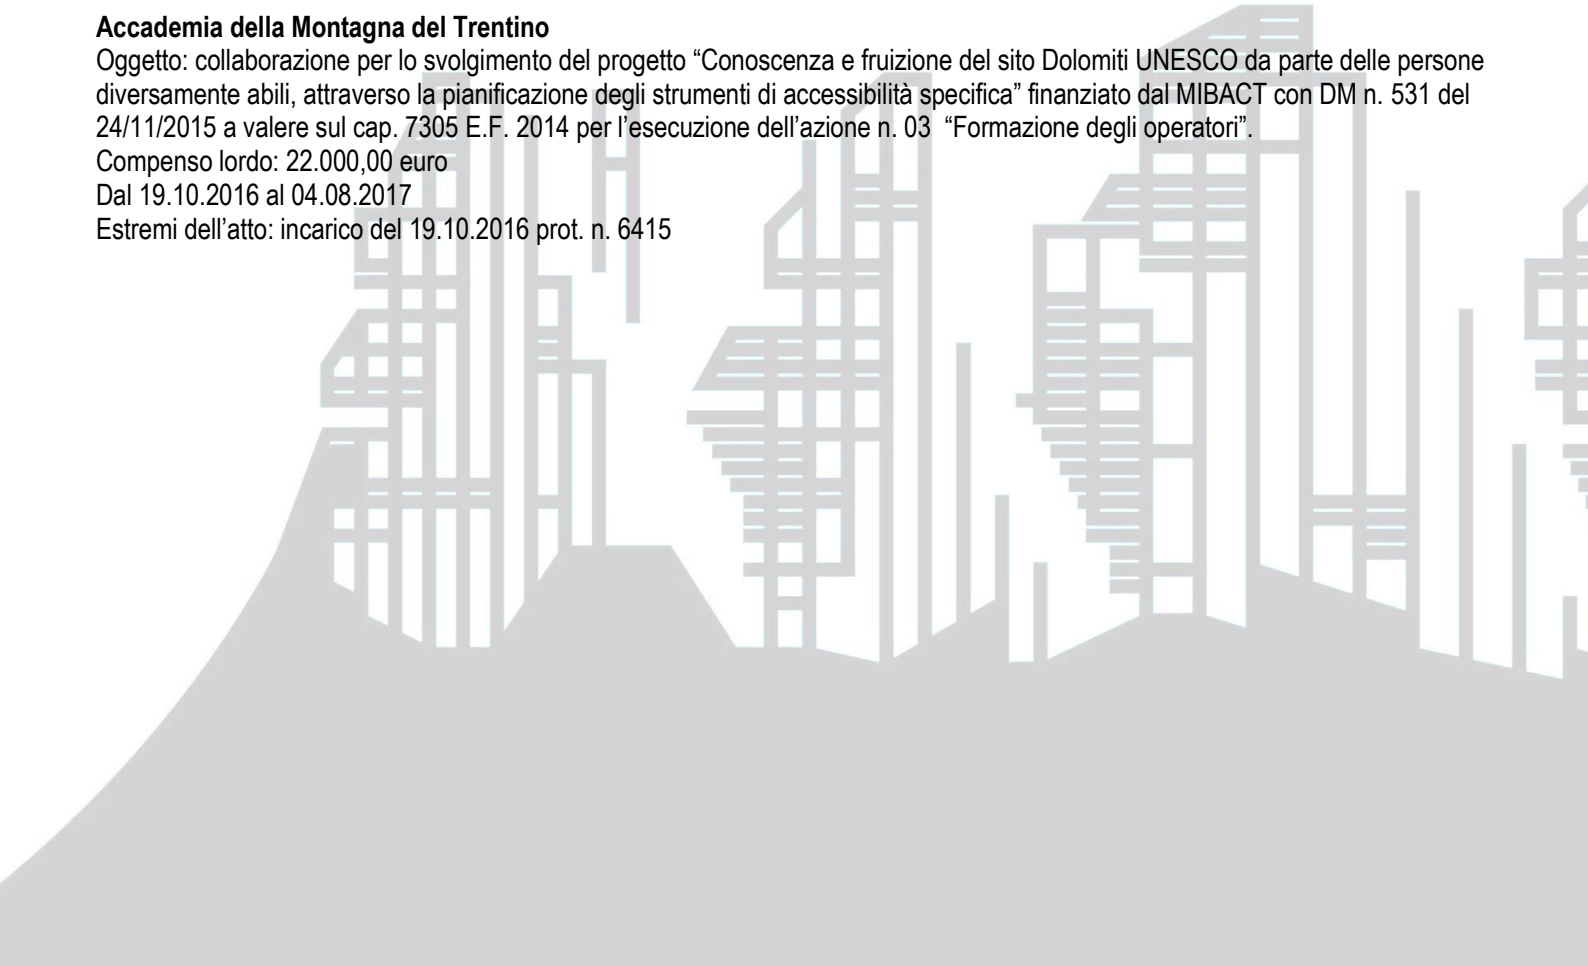 Accademia della Montagna del Trentino
Oggetto: collaborazione per lo svolgimento del progetto “Conoscenza e fruizione del sito Dolomiti UNESCO da parte delle persone
diversamente abili, attraverso la pianificazione degli strumenti di accessibilità specifica” finanziato dal MIBACT con DM n. 531 del
24/11/2015 a valere sul cap. 7305 E.F. 2014 per l’esecuzione dell’azione n. 03 “Formazione degli operatori”.
Compenso lordo: 22.000,00 euro
Dal 19.10.2016 al 04.08.2017
Estremi dell’atto: incarico del 19.10.2016 prot. n. 6415